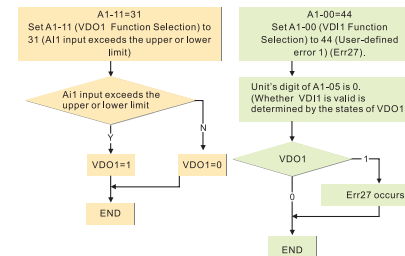 A1-11=31
Set A1-11 (VDO1 Function Selection) to
31 (AI1 input exceeds the upper or lower
limit)
Ai1 input exceeds the
upper or lower limit
Y
N
VDO1=1
VDO1=0
END
A1-00=44
Set A1-00 (VDI1 Function
Selection) to 44 (User-defined
error 1) (Err27).
Unit's digit of A1-05 is 0.
(Whether VDI1 is valid is
determined by the states of VDO1
VDO1
1
0
Err27 occurs
END